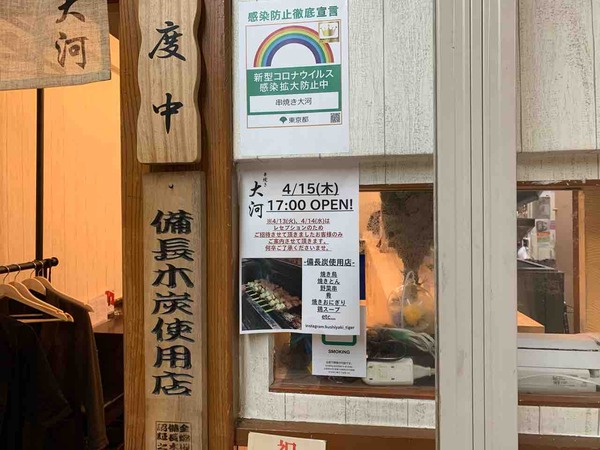 大河
度中
備長木炭使用店
感染防止徹底宣言
新型コロナウイルス
感染拡大防止中
串焼き大河
東京都
串焼き
大河
4/15(木)
17:00 OPEN!
※4/13(火)、4/14(水)は
レセプションのため
ご招待させて頂きましたお客様のみ
ご案内させて頂きます。
何卒ご了承くださいませ。
-備長炭使用店-
焼き鳥
焼きとん
野菜串
肴
焼きおにぎり
鶏スープ
etc...
instagram:kushiyaki_tiger
SMOKING
祝